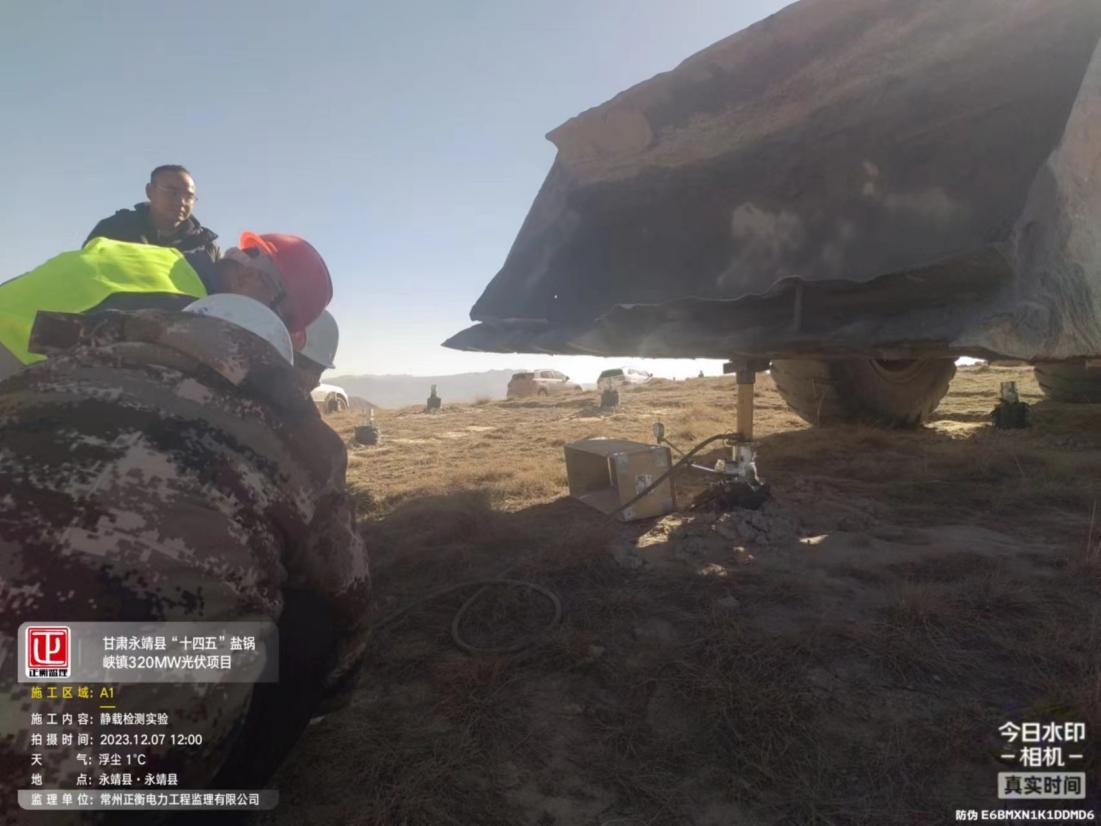 正衡监理
甘肃永靖县“十四五”盐锅
峡镇320MW光伏项目
施工区域：A1
施工内容：静载检测实验
拍摄时间：2023.12.07 12:00
天气：浮尘 1℃
地点：永靖县·永靖县
监理单位：常州正衡电力工程监理有限公司
今日水印
相机
真实时间
防伪 E6BMXN1K1DDMD6